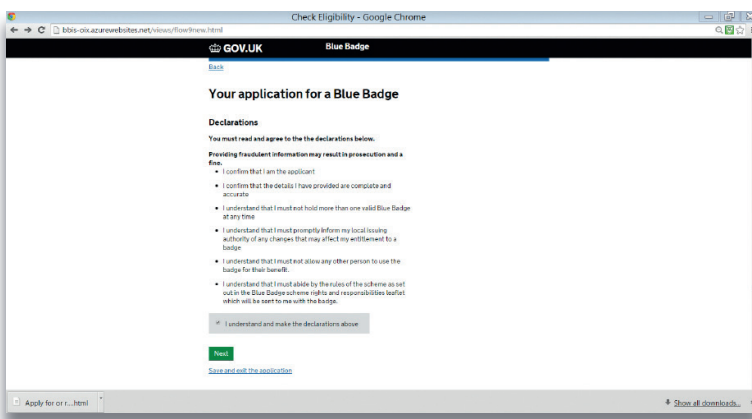 Check Eligibility - Google Chrome
bbis-oix.azurewebsites.net/views/flow9new.html
GOV.UK Blue Badge
Back
Your application for a Blue Badge
Declarations
You must read and agree to the the declarations below.
Providing fraudulent information may result in prosecution and a
fine.
• I confirm that I am the applicant
• I confirm that the details I have provided are complete and
accurate
• I understand that I must not hold more than one valid Blue Badge
at any time
• I understand that I must promptly inform my local issuing
authority of any changes that may affect my entitlement to a
badge
• I understand that I must not allow any other person to use the
badge for their benefit.
• I understand that I must abide by the rules of the scheme as set
out in the Blue Badge scheme rights and responsibilities leaflet
which will be sent to me with the badge.
I understand and make the declarations above
Next
Save and exit the application
Apply for or r....html
Show all downloads...